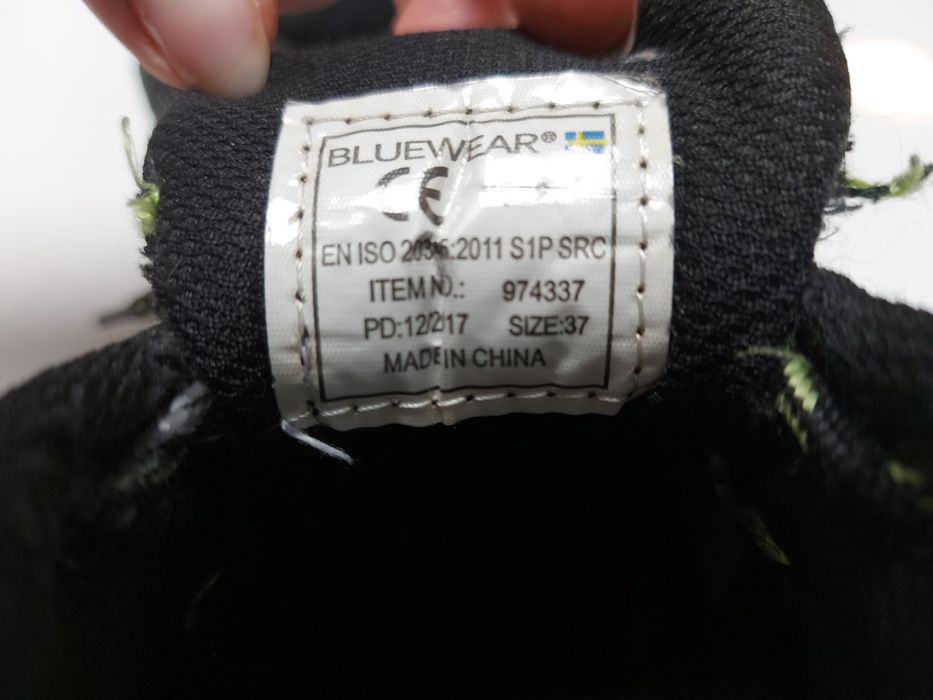 BLUEWEAR®
CE
EN ISO 20345:2011 S1P SRC
ITEM NO.: 974337
PD:12/2017 SIZE:37
MADE IN CHINA